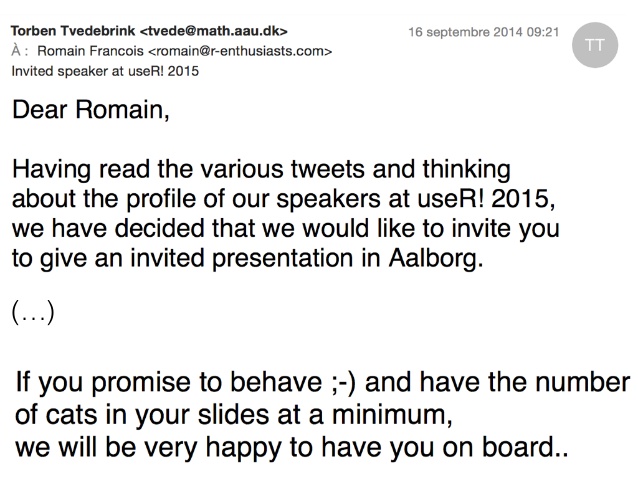 Torben Tvedebrink <tvede@math.aau.dk>
16 septembre 2014 09:21
TT
À : Romain Francois <romain@r-enthusiasts.com>
Invited speaker at useR! 2015
Dear Romain,
Having read the various tweets and thinking
about the profile of our speakers at useR! 2015,
we have decided that we would like to invite you
to give an invited presentation in Aalborg.
(...)
If you promise to behave ;-) and have the number
of cats in your slides at a minimum,
we will be very happy to have you on board..